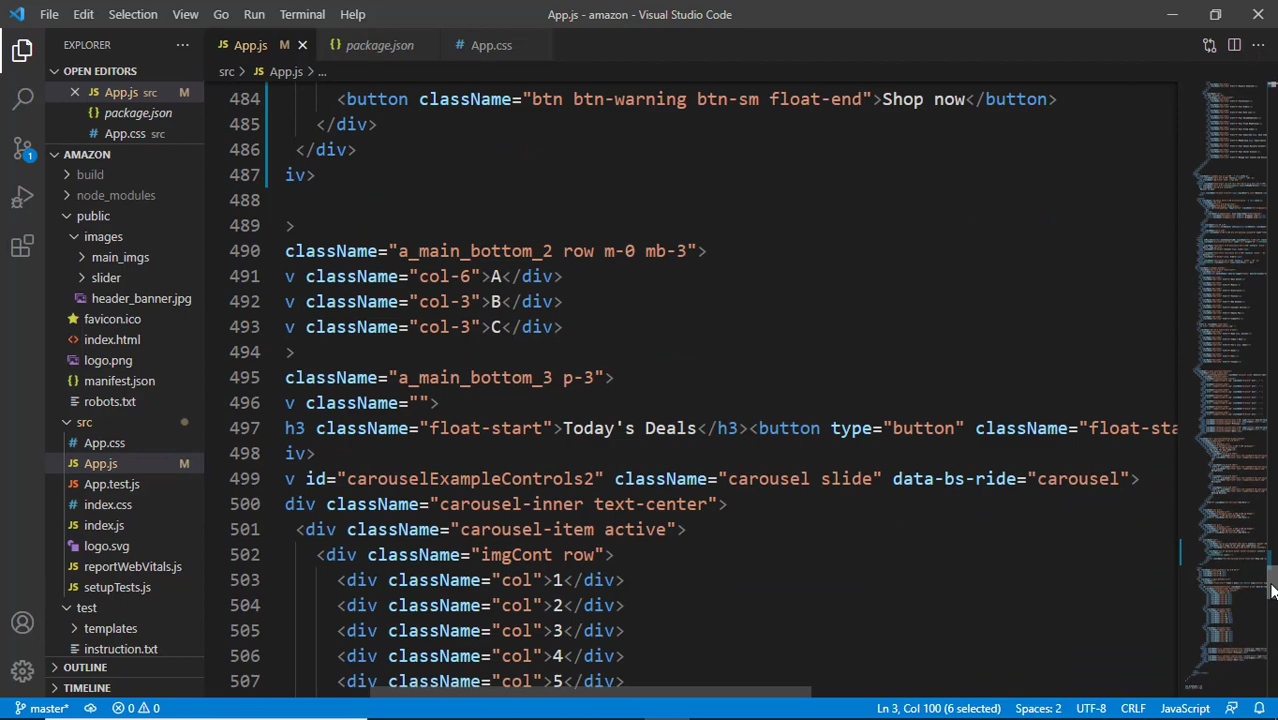 File Edit Selection View Go Run Terminal Help App.js - amazon - Visual Studio Code
EXPLORER
OPEN EDITORS
App.js src M
package.json
App.css src
AMAZON
build
node_modules
public
images
main_imgs
slider
header_banner.jpg
favicon.ico
index.html
logo.png
manifest.json
robots.txt
src
App.css
App.js M
App.test.js
index.css
index.js
logo.svg
reportWebVitals.js
setupTests.js
test
templates
instruction.txt
OUTLINE
TIMELINE
1
JS App.js M
{} package.json
App.css
src > JS App.js > ...
484 <button className="btn btn-warning btn-sm float-end">Shop now</button>
485 </div>
486 </div>
487 iv>
488
489 >
490 className="a_main_bottom_2 row m-0 mb-3">
491 v className="col-6">A</div>
492 v className="col-3">B</div>
493 v className="col-3">C</div>
494 >
495 className="a_main_bottom_3 p-3">
496 v className="">
497 h3 className="float-start">Today's Deals</h3><button type="button" className="float-sta
498 iv>
499 v id="carouselExampleControls2" className="carousel slide" data-bs-ride="carousel">
500 div className="carousel-inner text-center">
501 <div className="carousel-item active">
502 <div className="imgCont row">
503 <div className="col">1</div>
504 <div className="col">2</div>
505 <div className="col">3</div>
506 <div className="col">4</div>
507 <div className="col">5</div>
master* 0 0 Ln 3, Col 100 (6 selected) Spaces: 2 UTF-8 CRLF JavaScript